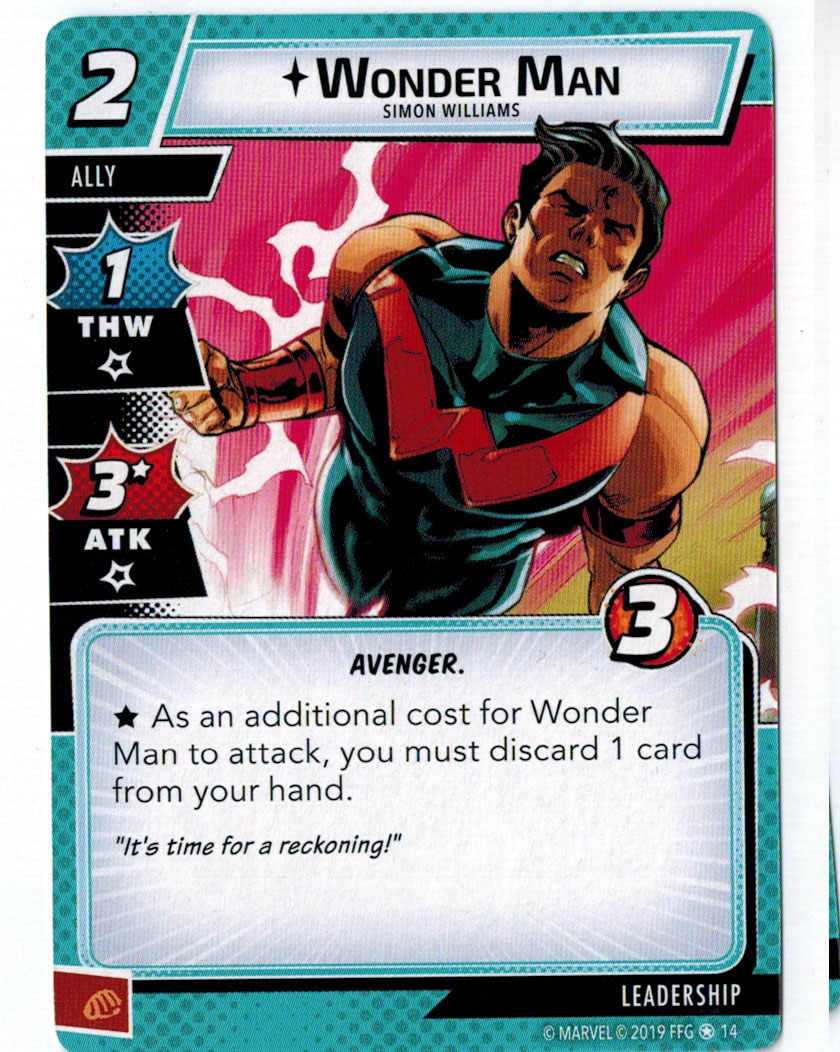 2
WONDER MAN
SIMON WILLIAMS
ALLY
1
THW
3
ATK
3
AVENGER.
★ As an additional cost for Wonder
Man to attack, you must discard 1 card
from your hand.
"It's time for a reckoning!"
LEADERSHIP
© MARVEL © 2019 FFG 14